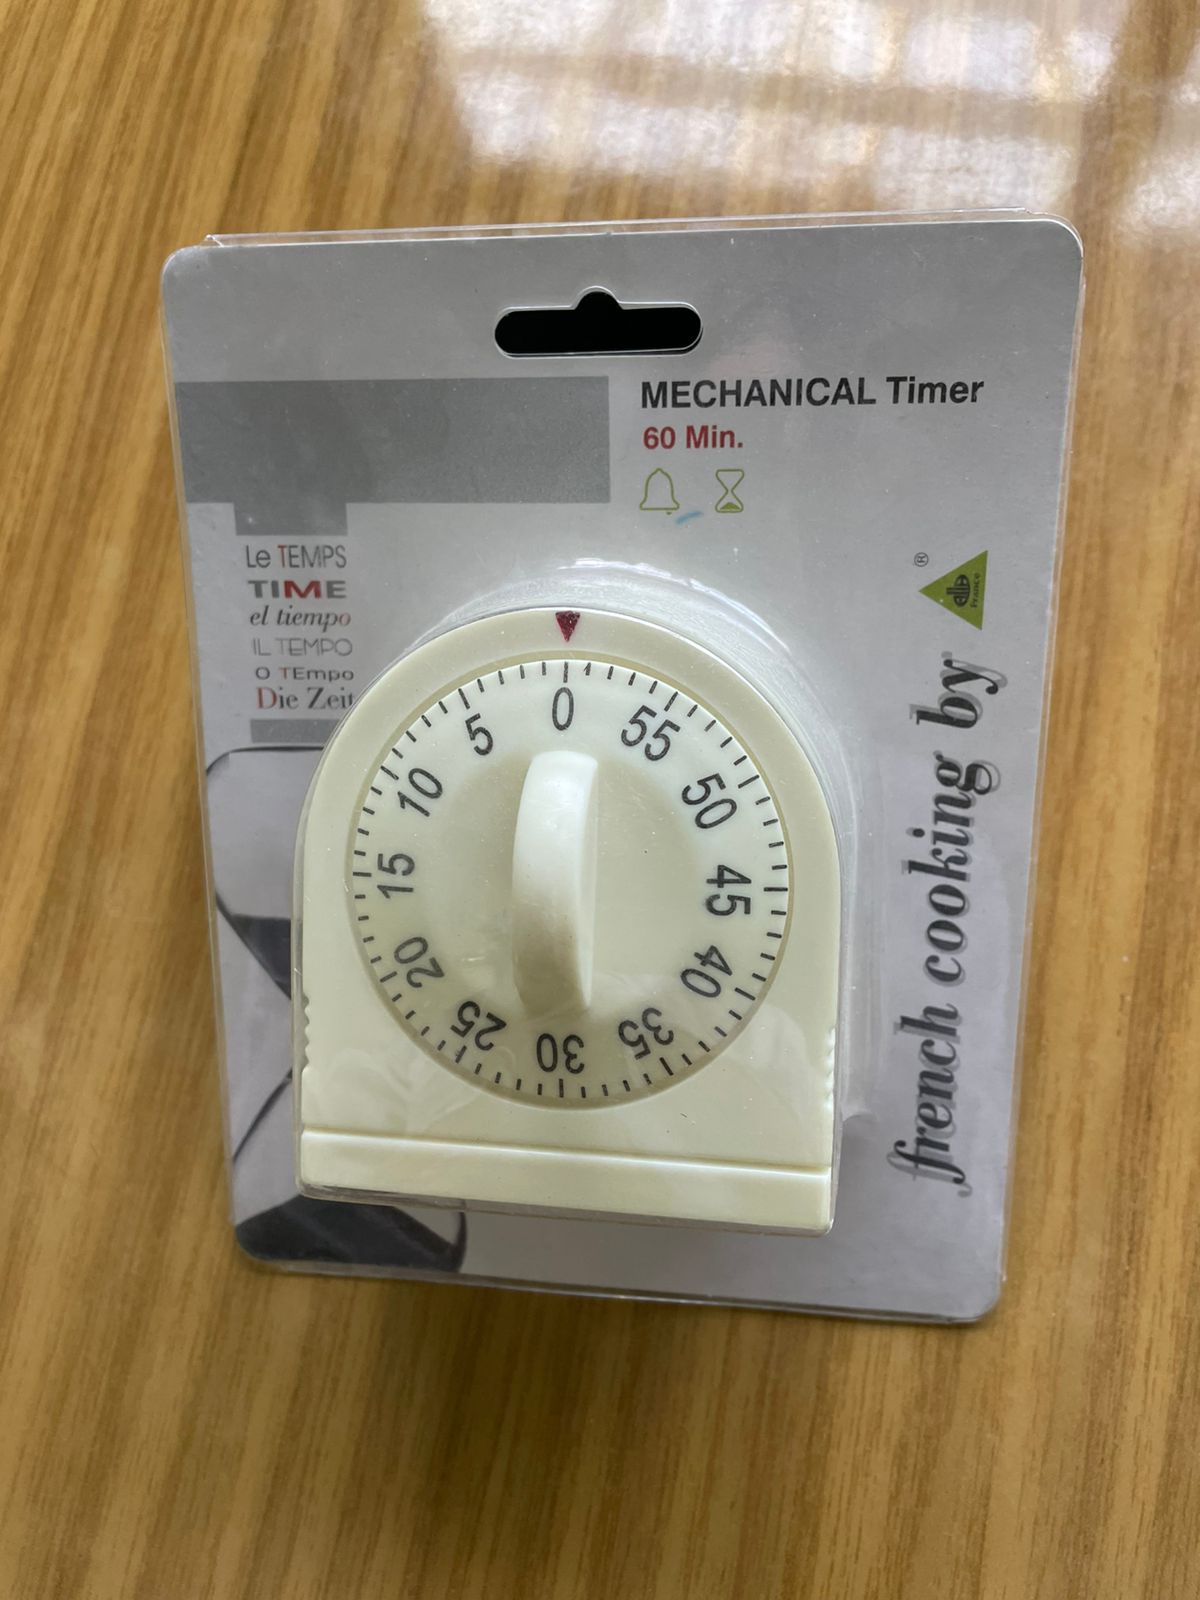 MECHANICAL Timer
60 Min.
Le TEMPS
TIME
el tiempo
IL TEMPO
O TEmpo
Die Zeit
0
55
50
45
40
35
30
25
20
15
10
5
french cooking by
®
France